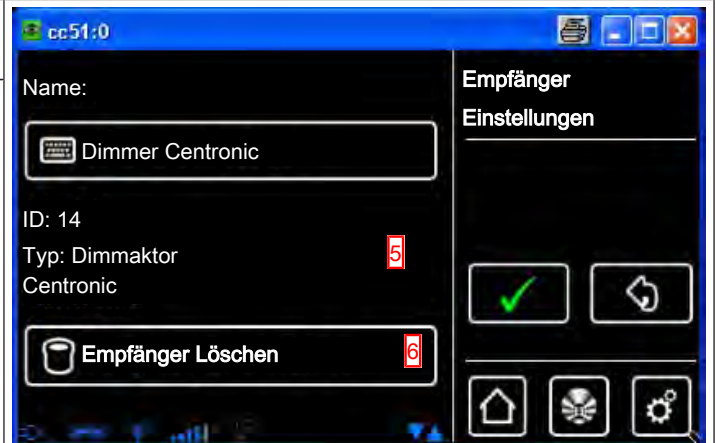 cc51:0
Name:
Dimmer Centronic
ID: 14
Typ: Dimmaktor
Centronic
5
Empfänger Löschen
6
Empfänger
Einstellungen